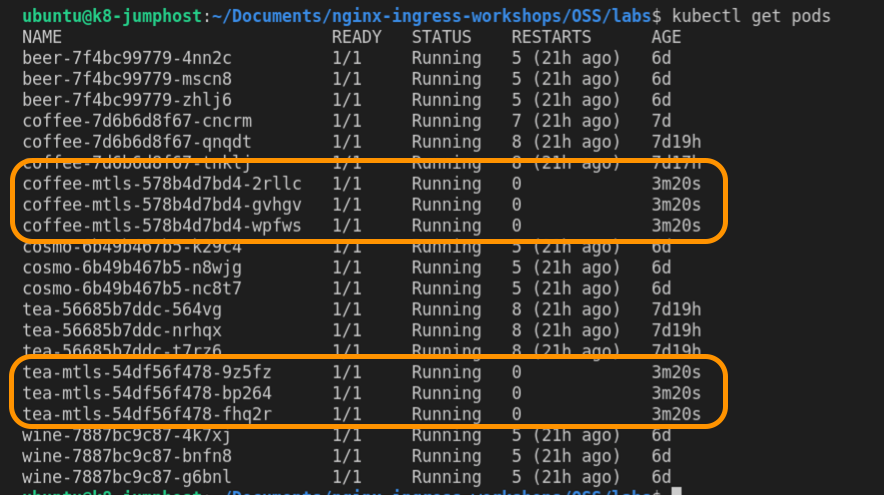 ubuntu@k8-jumphost:~/Documents/nginx-ingress-workshops/OSS/labs$ kubectl get pods
NAME READY STATUS RESTARTS AGE
beer-7f4bc99779-4nn2c 1/1 Running 5 (21h ago) 6d
beer-7f4bc99779-mscn8 1/1 Running 5 (21h ago) 6d
beer-7f4bc99779-zhlj6 1/1 Running 5 (21h ago) 6d
coffee-7d6b6d8f67-cncrm 1/1 Running 7 (21h ago) 7d
coffee-7d6b6d8f67-qnqdt 1/1 Running 8 (21h ago) 7d19h
coffee-7d6b6d8f67-tnklj 1/1 Running 8 (21h ago) 7d17h
coffee-mtls-578b4d7bd4-2rllc 1/1 Running 0 3m20s
coffee-mtls-578b4d7bd4-gvhgv 1/1 Running 0 3m20s
coffee-mtls-578b4d7bd4-wpfws 1/1 Running 0 3m20s
cosmo-6b49b467b5-k29c4 1/1 Running 5 (21h ago) 6d
cosmo-6b49b467b5-n8wjg 1/1 Running 5 (21h ago) 6d
cosmo-6b49b467b5-nc8t7 1/1 Running 5 (21h ago) 6d
tea-56685b7ddc-564vg 1/1 Running 8 (21h ago) 7d19h
tea-56685b7ddc-nrhqx 1/1 Running 8 (21h ago) 7d19h
tea-56685b7ddc-t7rz6 1/1 Running 8 (21h ago) 7d19h
tea-mtls-54df56f478-9z5fz 1/1 Running 0 3m20s
tea-mtls-54df56f478-bp264 1/1 Running 0 3m20s
tea-mtls-54df56f478-fhq2r 1/1 Running 0 3m20s
wine-7887bc9c87-4k7xj 1/1 Running 5 (21h ago) 6d
wine-7887bc9c87-bnfn8 1/1 Running 5 (21h ago) 6d
wine-7887bc9c87-g6bnl 1/1 Running 5 (21h ago) 6d
ubuntu@k8-jumphost:~/Documents/nginx-ingress-workshops/OSS/labs$